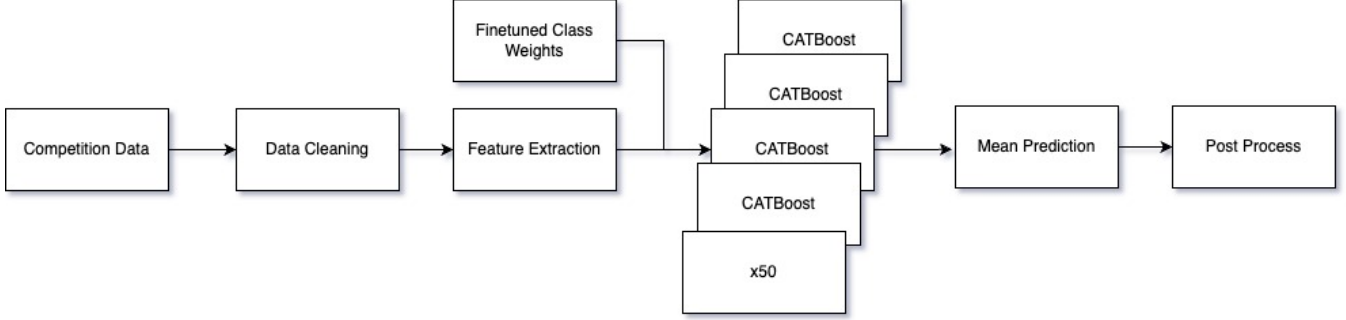 Finetuned Class
Weights
Competition Data
Data Cleaning
Feature Extraction
CATBoost
CATBoost
CATBoost
CATBoost
x50
Mean Prediction
Post Process